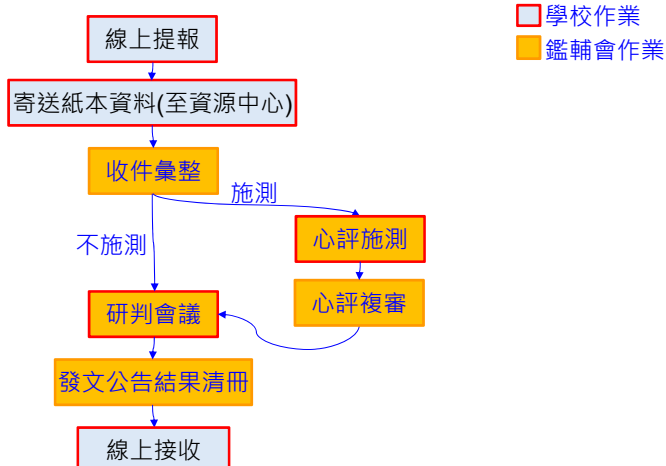 線上提報
學校作業
鑑輔會作業
寄送紙本資料(至資源中心)
收件彙整
施測
不施測
心評施測
心評複審
研判會議
發文公告結果清冊
線上接收